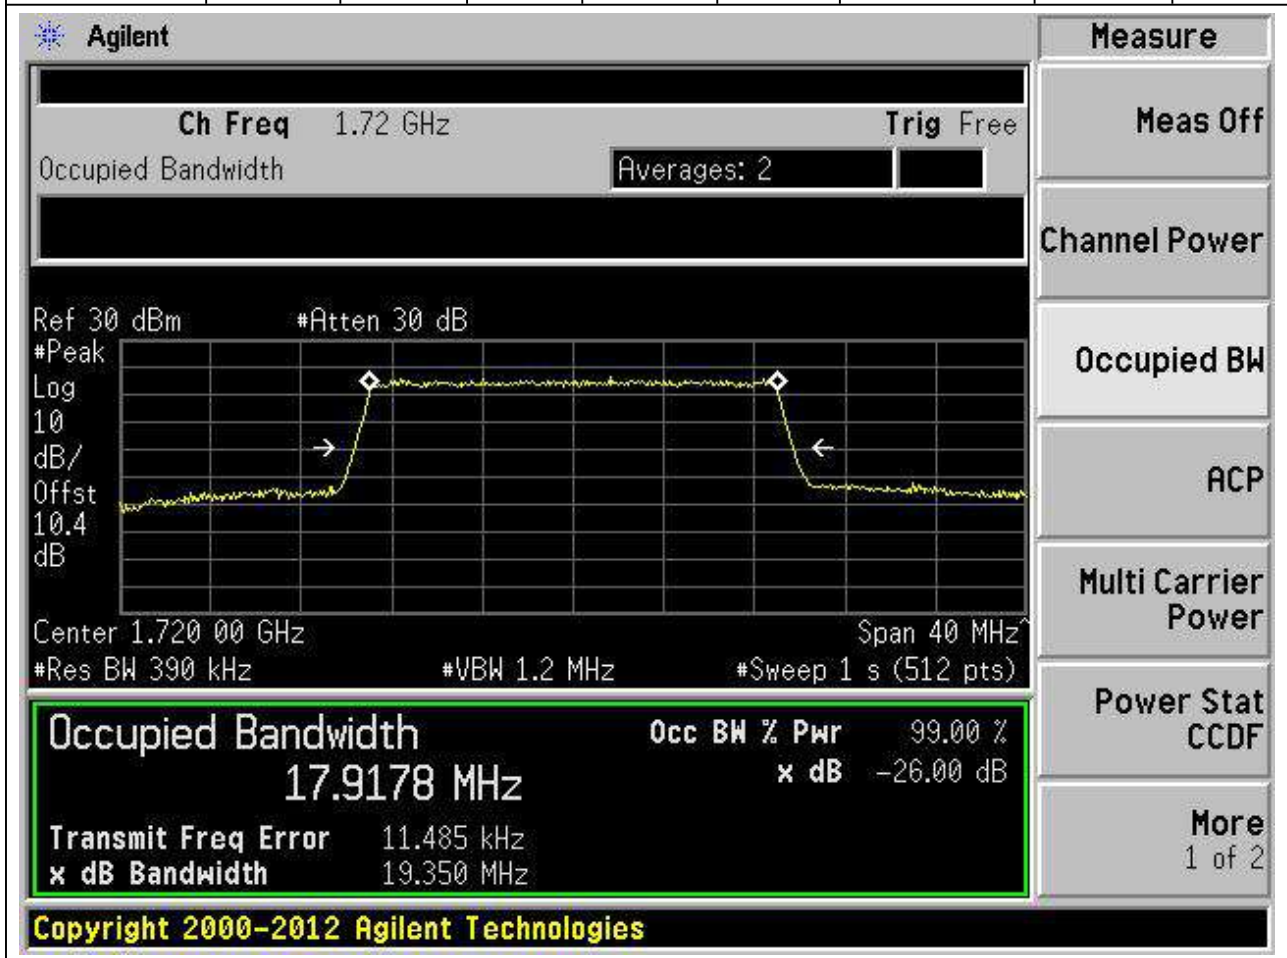 Agilent
Measure
Ch Freq 1.72 GHz Trig Free
Occupied Bandwidth Averages: 2
Meas Off
Channel Power
Occupied BW
ACP
Multi Carrier
Power
Power Stat
CCDF
More
1 of 2
Ref 30 dBm #Atten 30 dB
#Peak
Log
10
dB/
Offst
10.4
dB
Center 1.720 00 GHz Span 40 MHz^
#Res BW 390 kHz #VBW 1.2 MHz #Sweep 1 s (512 pts)
Occupied Bandwidth Occ BW % Pwr 99.00 %
17.9178 MHz x dB -26.00 dB
Transmit Freq Error 11.485 kHz
x dB Bandwidth 19.350 MHz
Copyright 2000-2012 Agilent Technologies